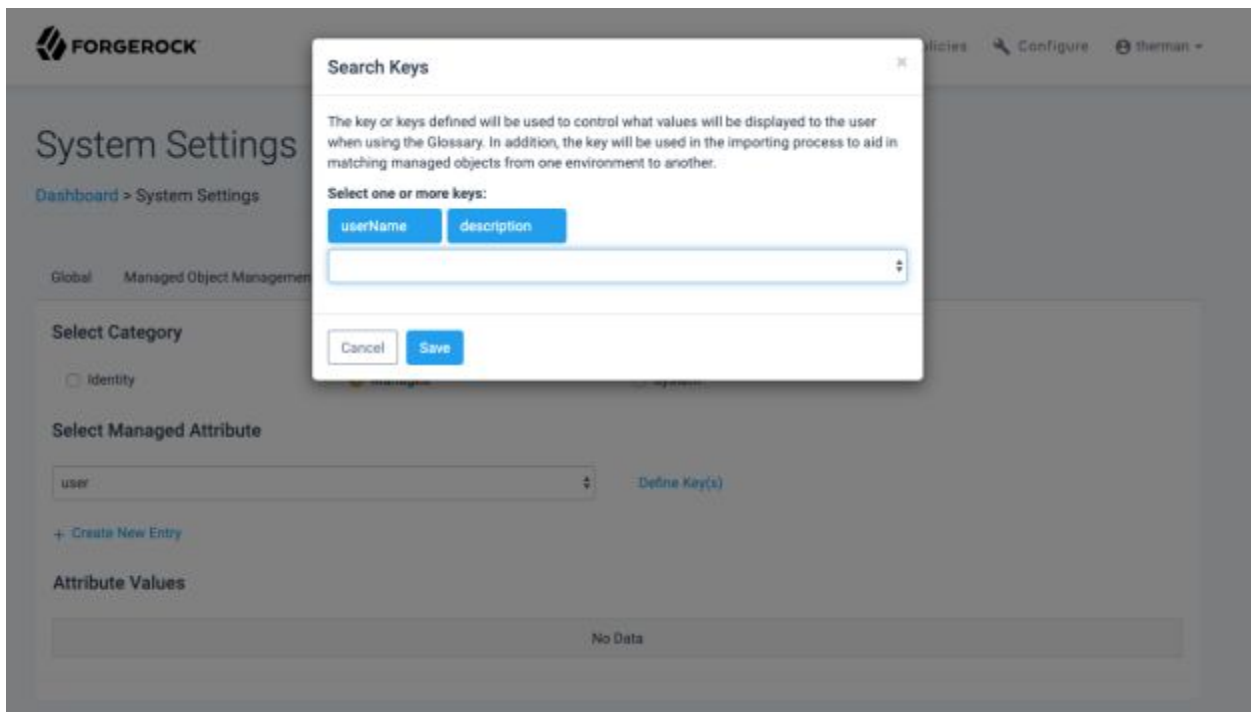 FORGEROCK
Configure
therman
Search Keys
The key or keys defined will be used to control what values will be displayed to the user
when using the Glossary. In addition, the key will be used in the importing process to aid in
matching managed objects from one environment to another.
Select one or more keys:
userName
description
Cancel
Save
System Settings
Dashboard > System Settings
Global
Managed Object
Select Category
Identity
Select Managed Attribute
user
Define Key(s)
+ Create New Entry
Attribute Values
No Data